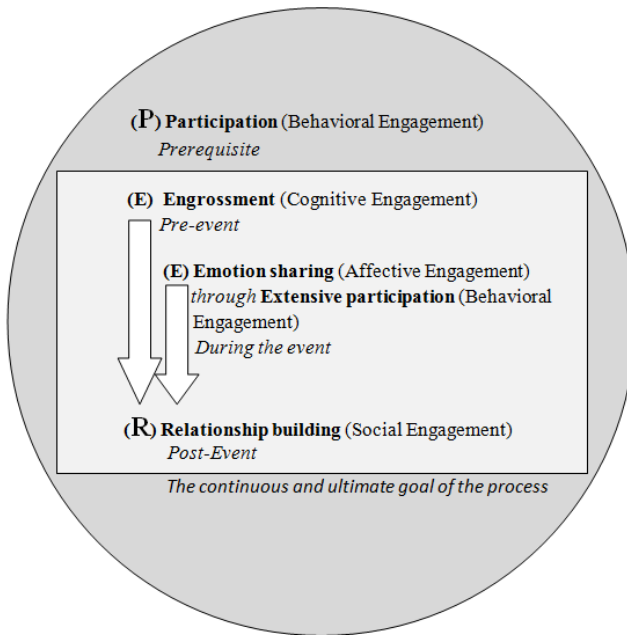 (P) Participation (Behavioral Engagement)
Prerequisite
(E) Engrossment (Cognitive Engagement)
Pre-event
(E) Emotion sharing (Affective Engagement)
through Extensive participation (Behavioral
Engagement)
During the event
(R) Relationship building (Social Engagement)
Post-Event
The continuous and ultimate goal of the process